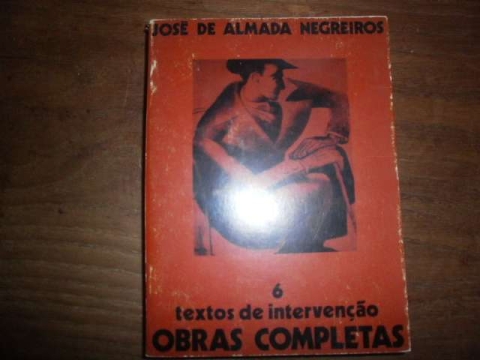 JOSÉ DE ALMADA NEGREIROS
6
textos de intervenção
OBRAS COMPLETAS